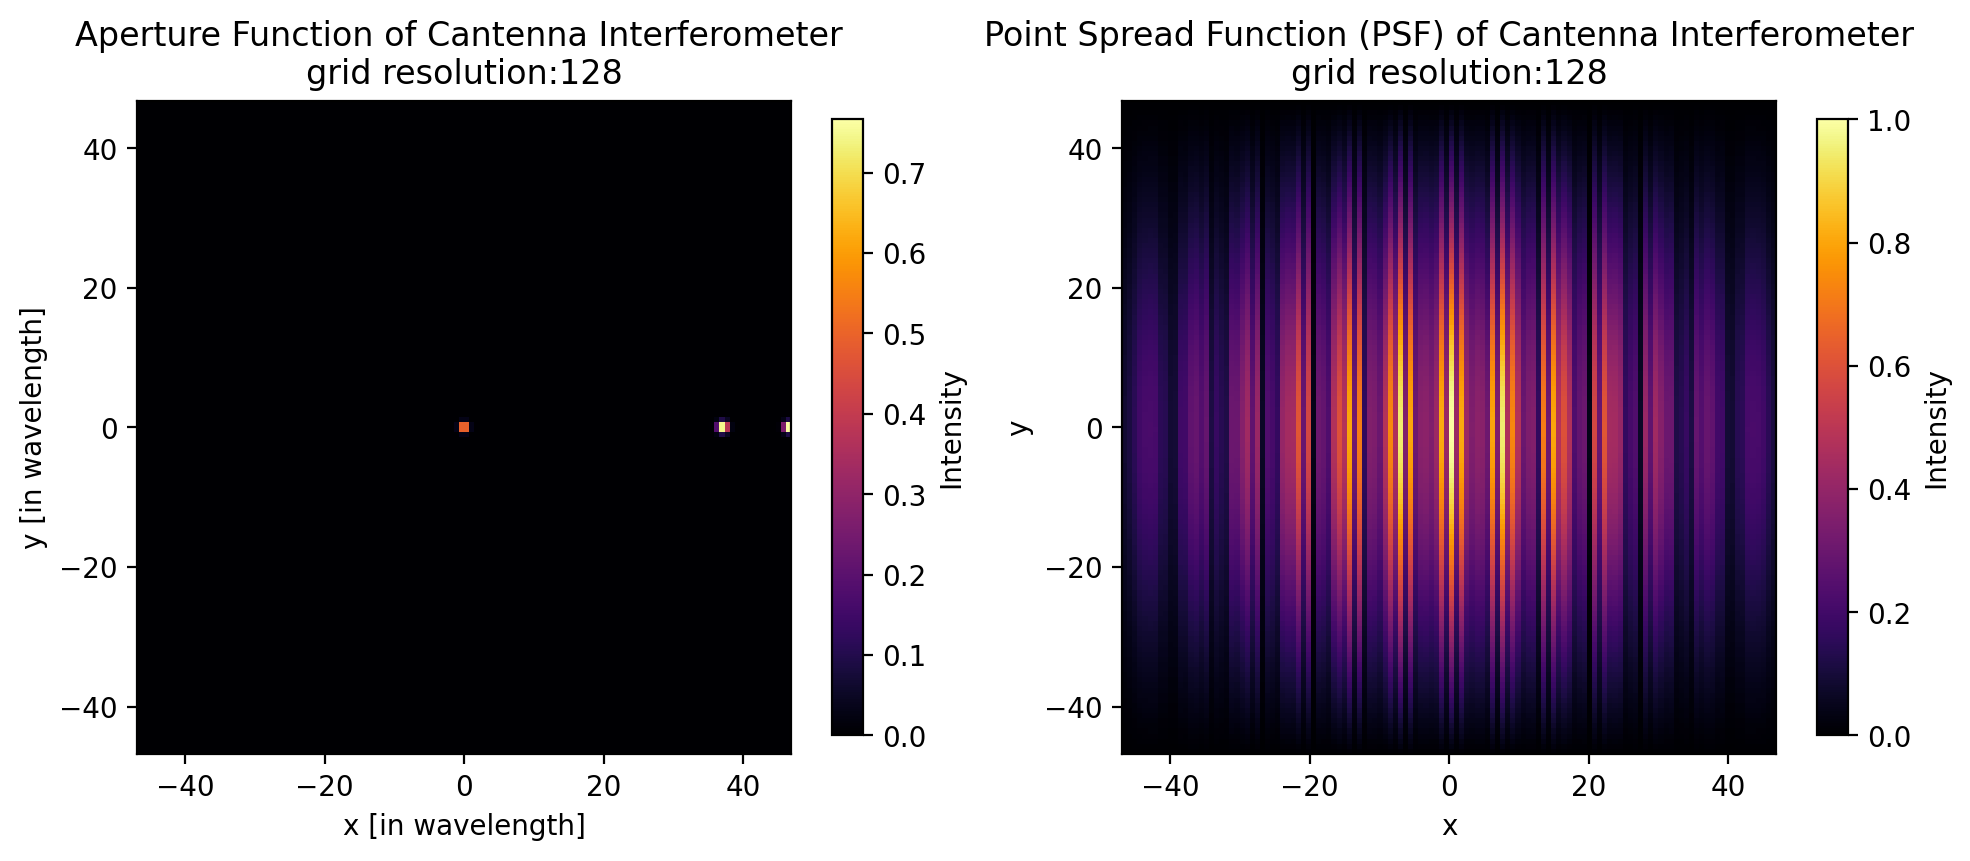 Aperture Function of Cantenna Interferometer
grid resolution:128
40
20
0
−20
−40
y [in wavelength]
−40 −20 0 20 40
x [in wavelength]
0.7
0.6
0.5
0.4
0.3
0.2
0.1
0.0
Intensity
Point Spread Function (PSF) of Cantenna Interferometer
grid resolution:128
40
20
0
−20
−40
y
−40 −20 0 20 40
x
1.0
0.8
0.6
0.4
0.2
0.0
Intensity